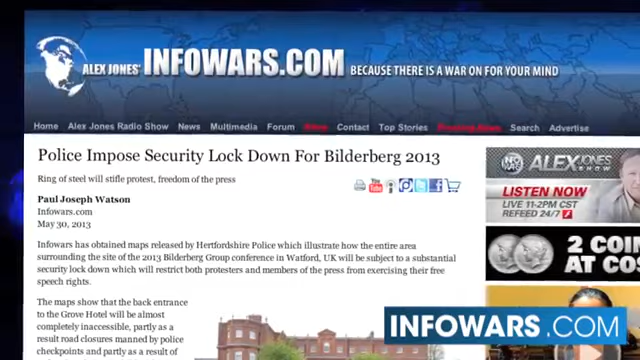 ALEX JONES' INFOWARS.COM BECAUSE THERE IS A WAR ON FOR YOUR MIND
Home Alex Jones Radio Show News Multimedia Forum Contact Top Stories Search Advertise
Police Impose Security Lock Down For Bilderberg 2013
Ring of steel will stifle protest, freedom of the press
Paul Joseph Watson
Infowars.com
May 30, 2013
Infowars has obtained maps released by Hertfordshire Police which illustrate how the entire area
surrounding the site of the 2013 Bilderberg Group conference in Watford, UK will be subject to a substantial
security lock down which will restrict both protesters and members of the press from exercising their free
speech rights.
The maps show that the back entrance
to the Grove Hotel will be almost
completely inaccessible, partly as a
result road closures manned by police
checkpoints and partly as a result of
ALEX JONES
SHOW
LISTEN NOW
LIVE 11-2PM CST
REFEED 24/7
2 COIN
AT COS
INFOWARS.COM